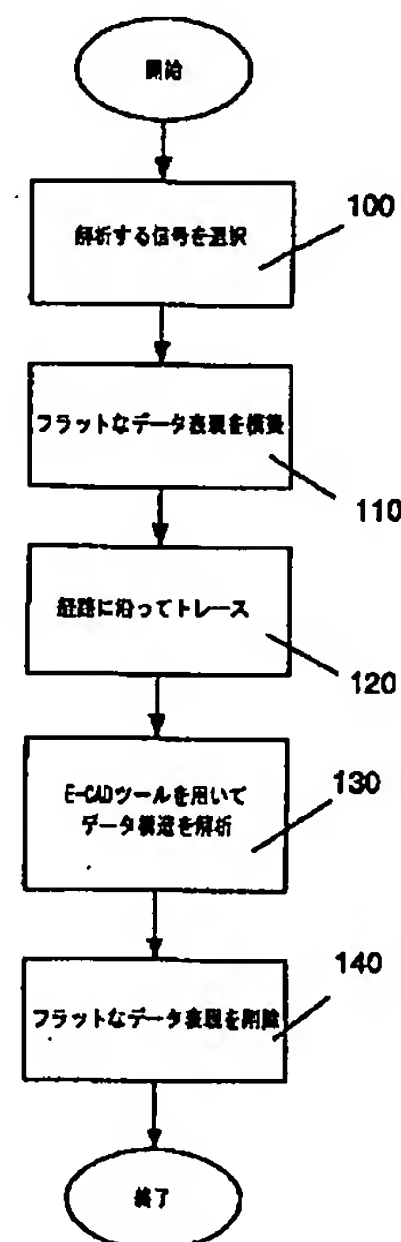 開始
解析する信号を選択
100
フラットなデータ表現を構築
110
経路に沿ってトレース
120
E-CADツールを用いて
データ構造を解析
130
フラットなデータ表現を削除
140
終了